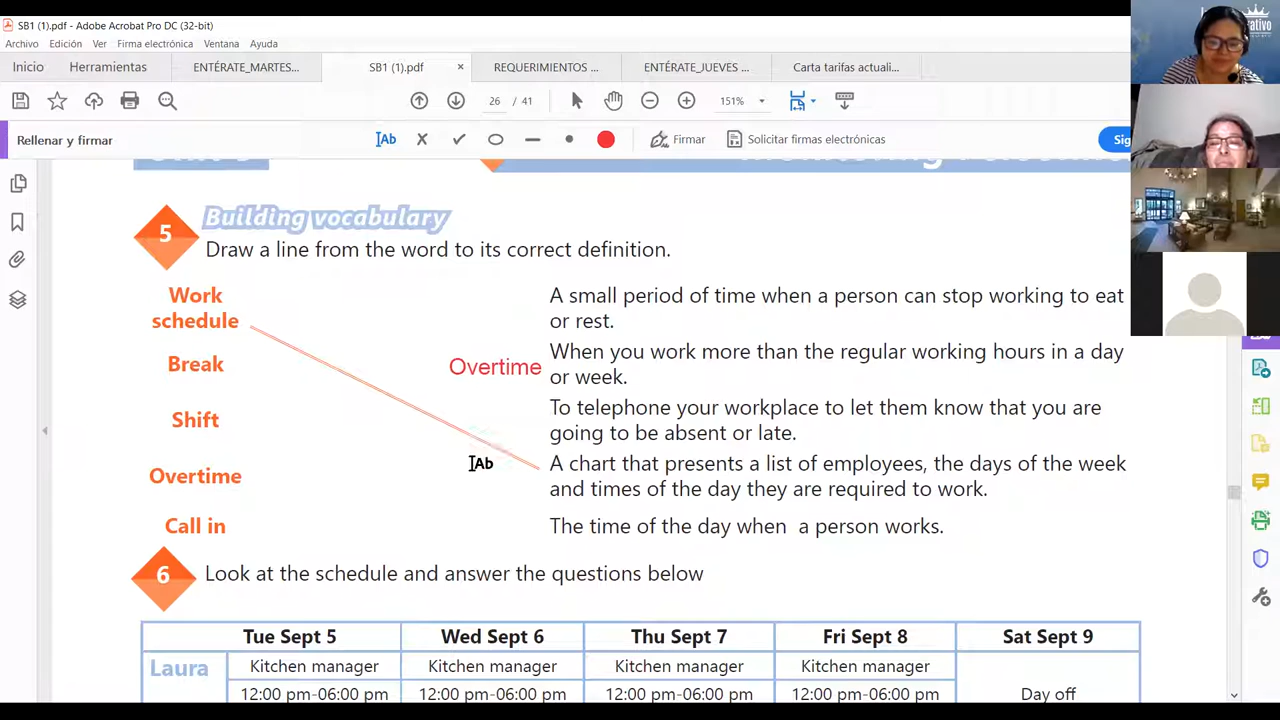 SB1 (1).pdf - Adobe Acrobat Pro DC (32-bit)
Archivo Edición Ver Firma electrónica Ventana Ayuda
Inicio Herramientas ENTÉRATE_MARTES... SB1 (1).pdf × REQUERIMIENTOS ... ENTÉRATE_JUEVES ... Carta tarifas actuali...
26 / 41 151%
Rellenar y firmar Ab Firmar Solicitar firmas electrónicas Sig
Building vocabulary
5
Draw a line from the word to its correct definition.
Work
schedule
A small period of time when a person can stop working to eat
or rest.
Break
Overtime
When you work more than the regular working hours in a day
or week.
Shift
To telephone your workplace to let them know that you are
going to be absent or late.
Overtime
Ab
A chart that presents a list of employees, the days of the week
and times of the day they are required to work.
Call in
The time of the day when a person works.
6
Look at the schedule and answer the questions below
Tue Sept 5 Wed Sept 6 Thu Sept 7 Fri Sept 8 Sat Sept 9
Laura Kitchen manager Kitchen manager Kitchen manager Kitchen manager
12:00 pm-06:00 pm 12:00 pm-06:00 pm 12:00 pm-06:00 pm 12:00 pm-06:00 pm Day off